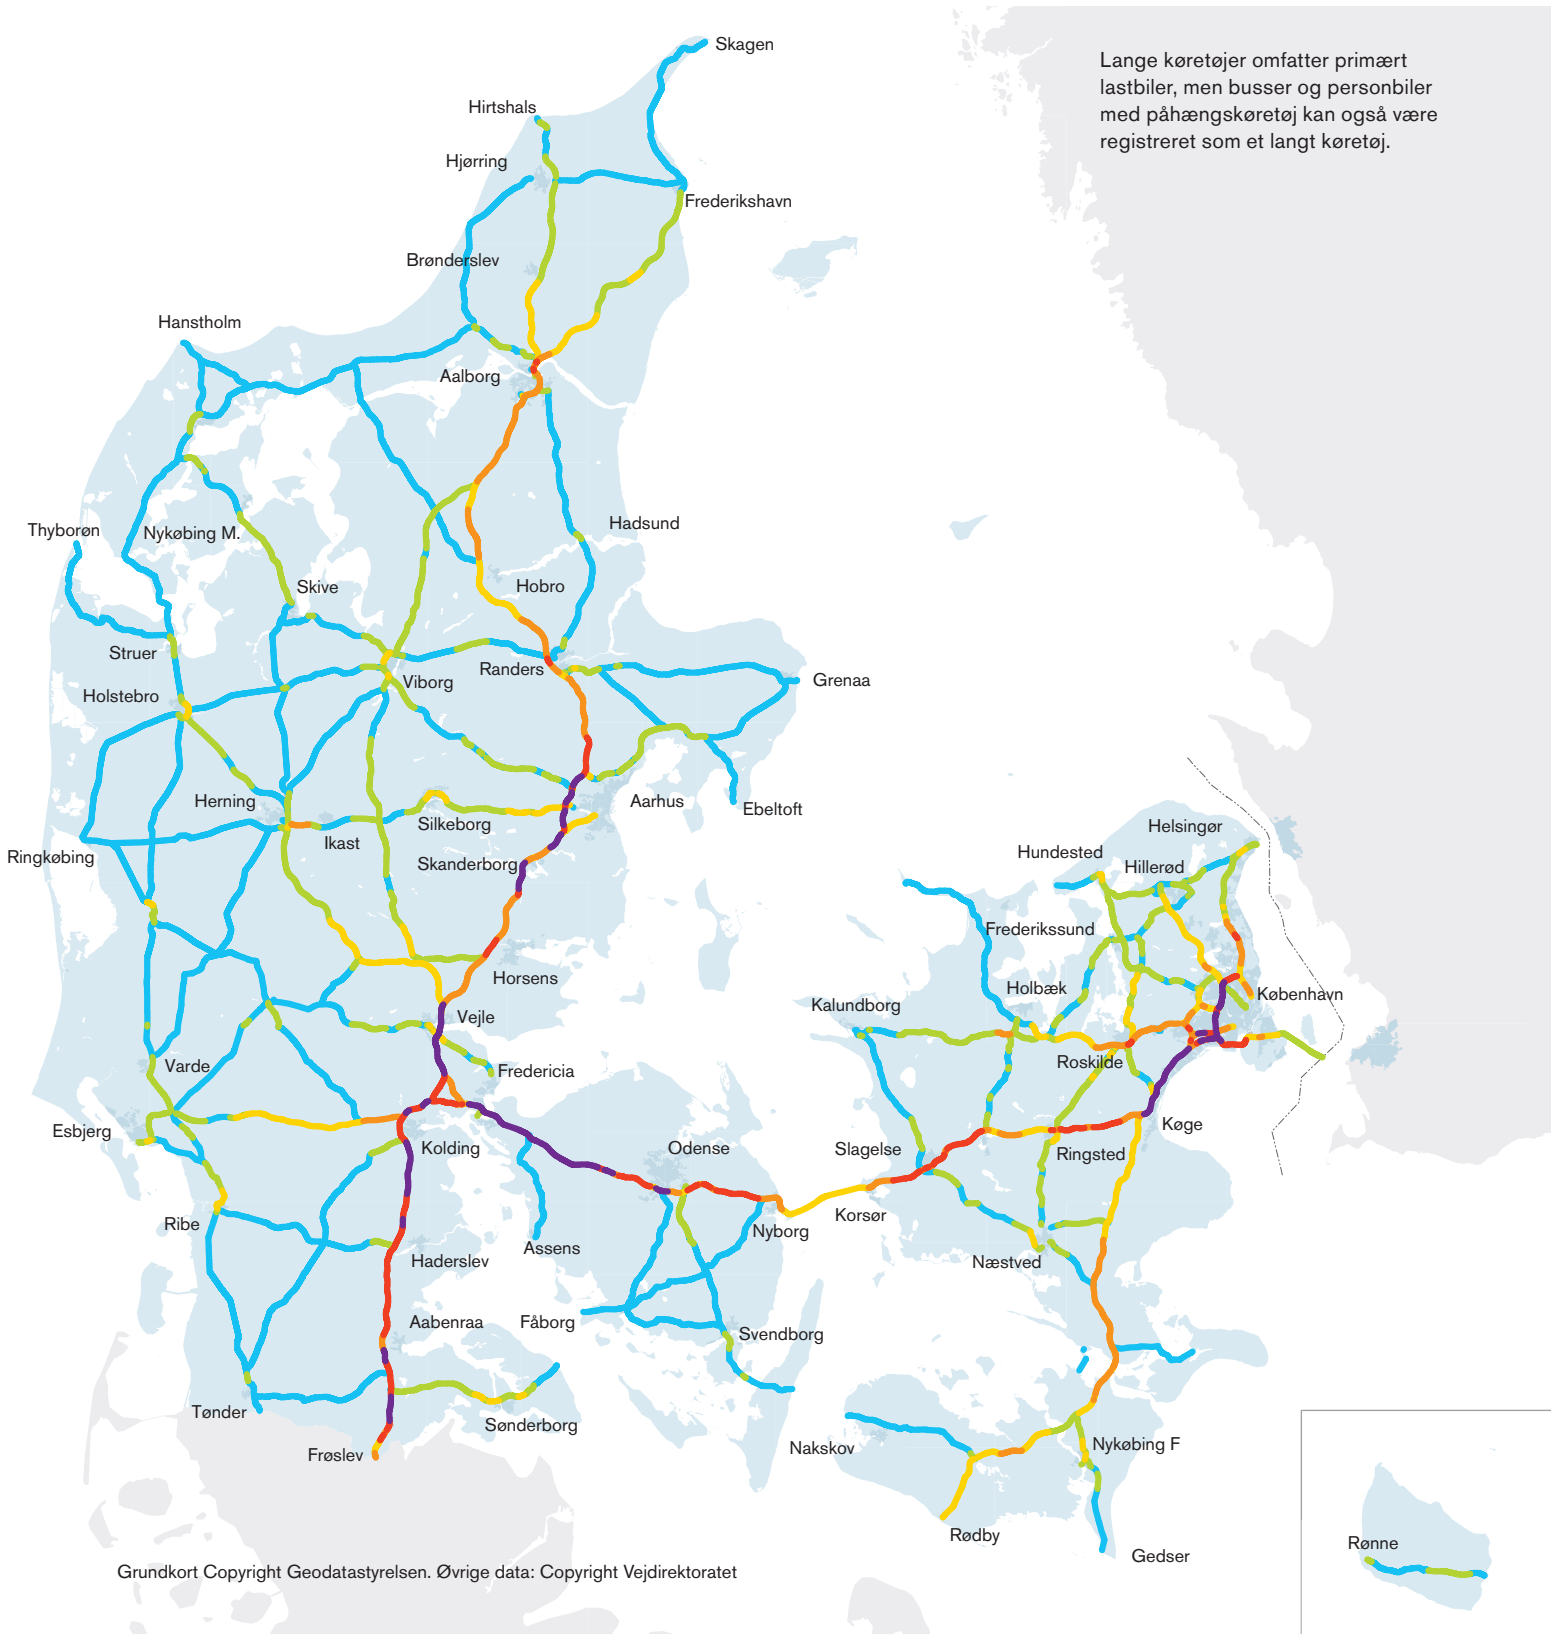 Skagen
Lange køretøjer omfatter primært
lastbiler, men busser og personbiler
med påhængskøretøj kan også være
registreret som et langt køretøj.
Hirtshals
Hjørring
Frederikshavn
Brønderslev
Hanstholm
Aalborg
Thyborøn
Nykøbing M.
Hadsund
Skive
Hobro
Struer
Randers
Viborg
Grenaa
Holstebro
Herning
Aarhus
Ebeltoft
Silkeborg
Ikast
Ringkøbing
Skanderborg
Helsingør
Hundested
Hillerød
Frederikssund
Horsens
Holbæk
København
Kalundborg
Vejle
Varde
Fredericia
Roskilde
Esbjerg
Kolding
Odense
Slagelse
Køge
Ringsted
Ribe
Nyborg
Korsør
Assens
Haderslev
Næstved
Aabenraa
Fåborg
Svendborg
Tønder
Sønderborg
Frøslev
Nakskov
Nykøbing F
Rødby
Rønne
Gedser
Grundkort Copyright Geodatastyrelsen. Øvrige data: Copyright Vejdirektoratet